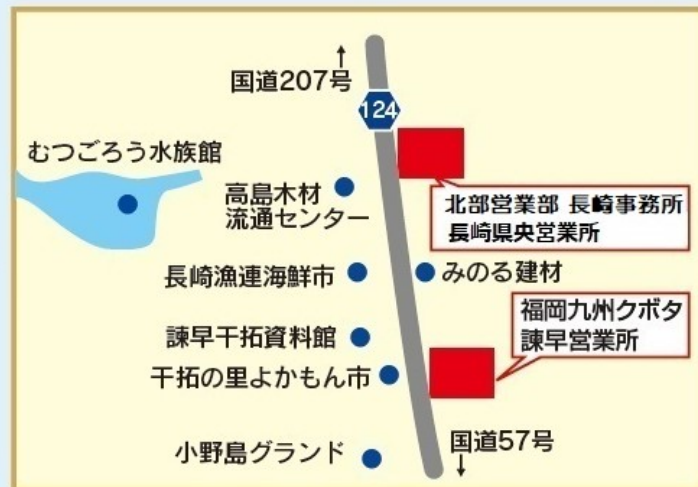 ↑
国道207号
124
むつごろう水族館
高島木材
流通センター
北部営業部 長崎事務所
長崎県央営業所
長崎漁連海鮮市
みのる建材
福岡九州クボタ
諫早営業所
諫早干拓資料館
干拓の里よかもん市
国道57号
↓
小野島グランド